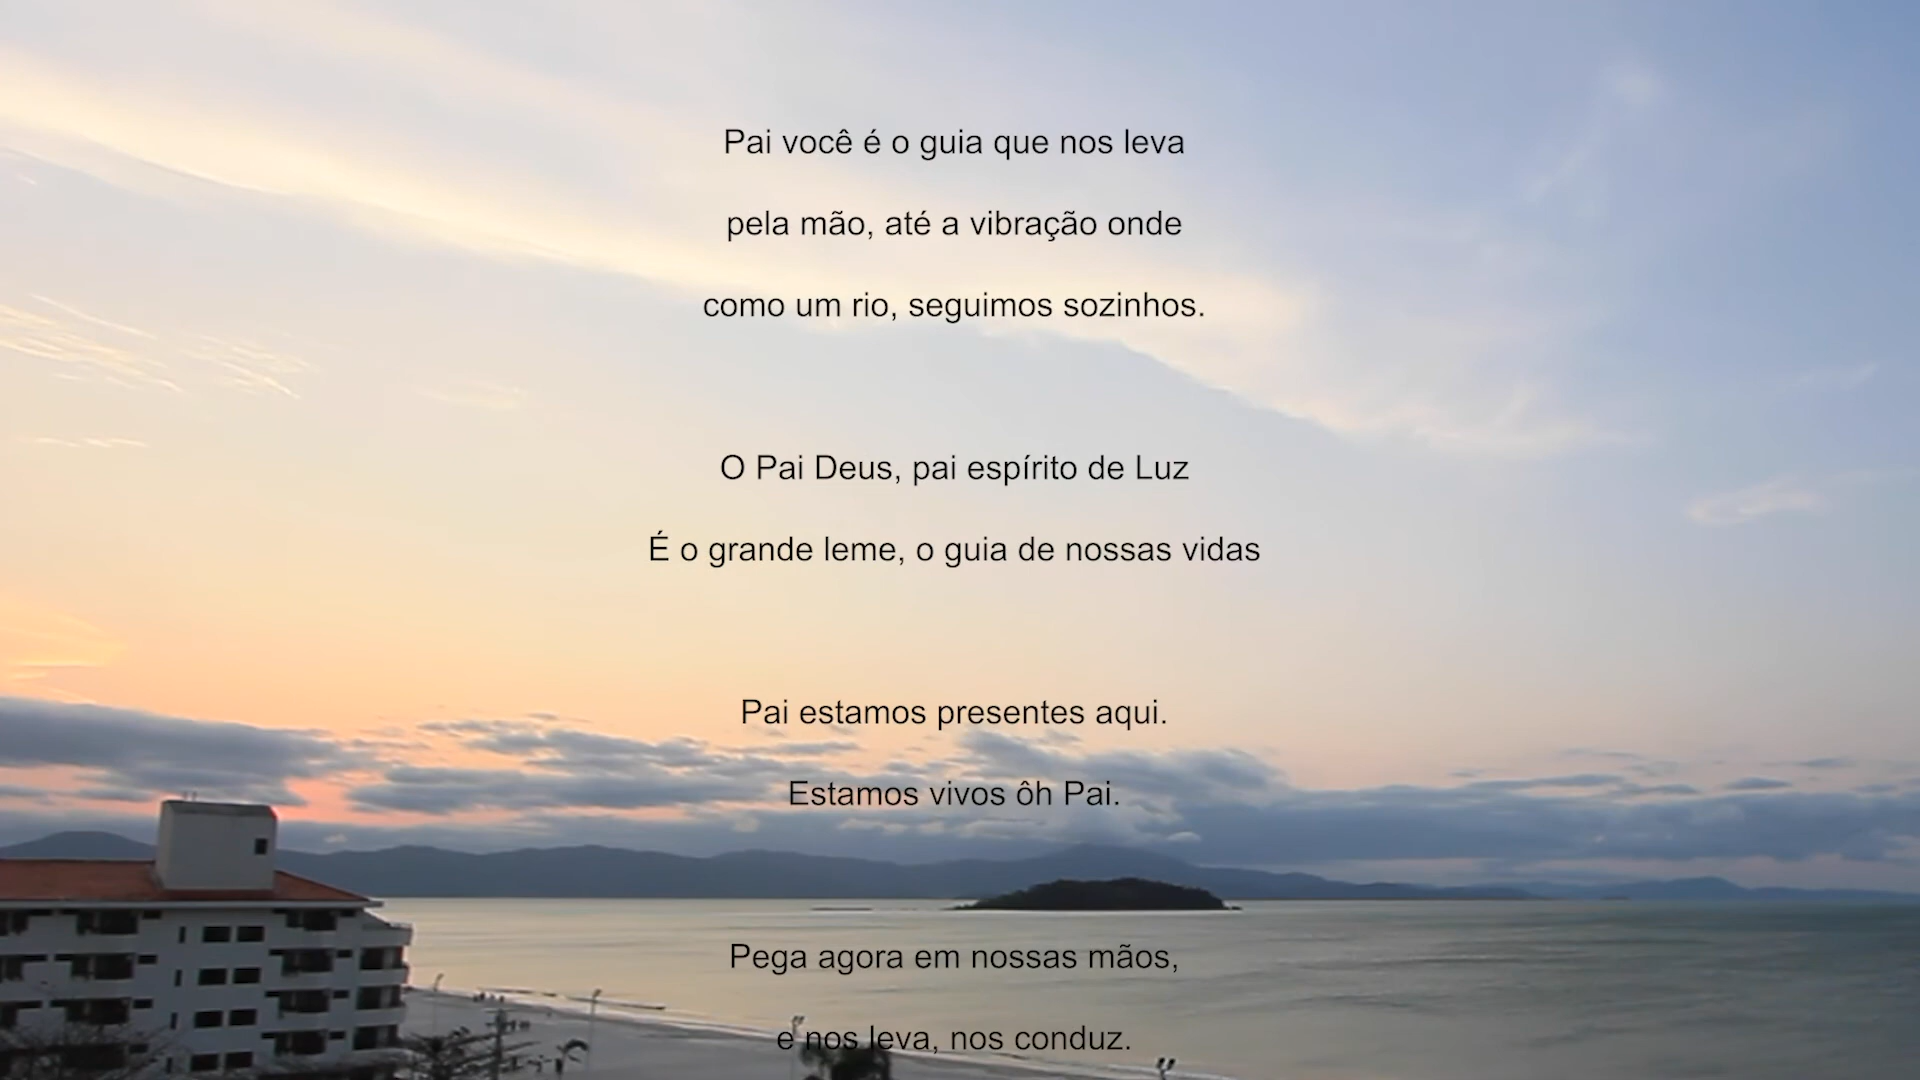 Pai você é o guia que nos leva
pela mão, até a vibração onde
como um rio, seguimos sozinhos.
O Pai Deus, pai espírito de Luz
É o grande leme, o guia de nossas vidas
Pai estamos presentes aqui.
Estamos vivos ôh Pai.
Pega agora em nossas mãos,
e nos leva, nos conduz.